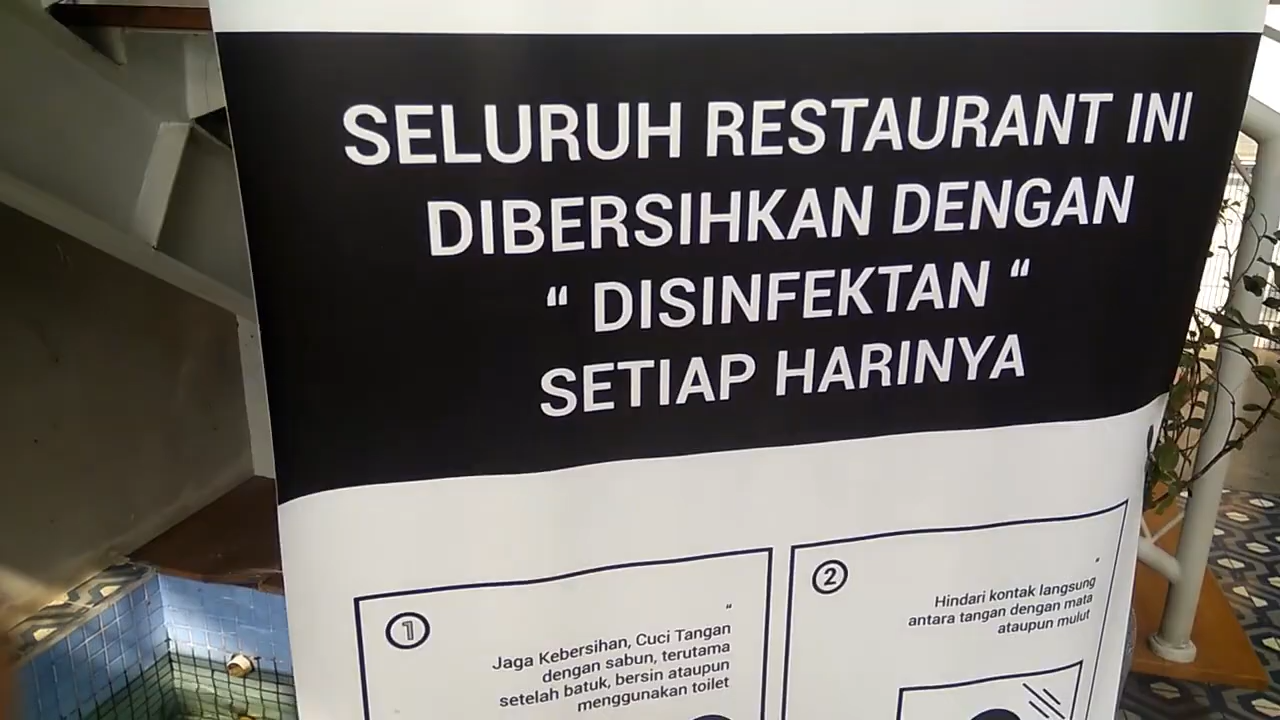 SELURUH RESTAURANT INI
DIBERSIHKAN DENGAN
“ DISINFEKTAN “
SETIAP HARINYA
1
“
Jaga Kebersihan, Cuci Tangan
dengan sabun, terutama
setelah batuk, bersin ataupun
menggunakan toilet
2
“
Hindari kontak langsung
antara tangan dengan mata
ataupun mulut